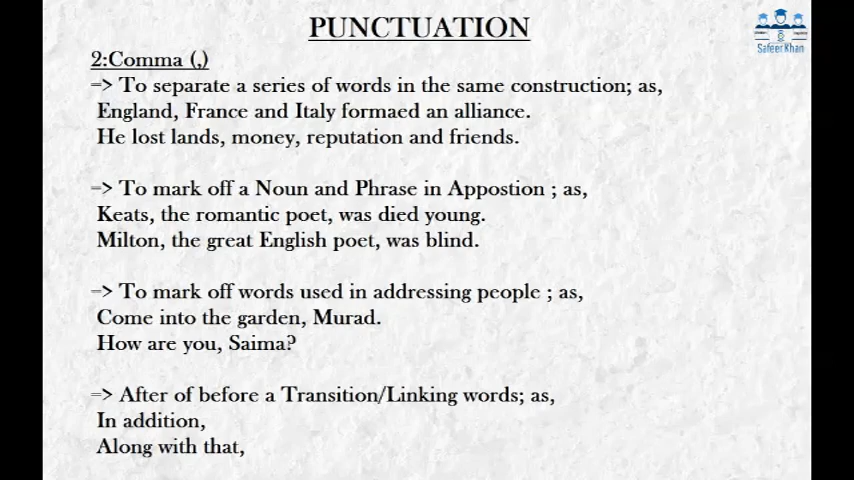 PUNCTUATION
Safeer Khan
2:Comma (,)
=> To separate a series of words in the same construction; as,
England, France and Italy formaed an alliance.
He lost lands, money, reputation and friends.
=> To mark off a Noun and Phrase in Appostion ; as,
Keats, the romantic poet, was died young.
Milton, the great English poet, was blind.
=> To mark off words used in addressing people ; as,
Come into the garden, Murad.
How are you, Saima?
=> After of before a Transition/Linking words; as,
In addition,
Along with that,